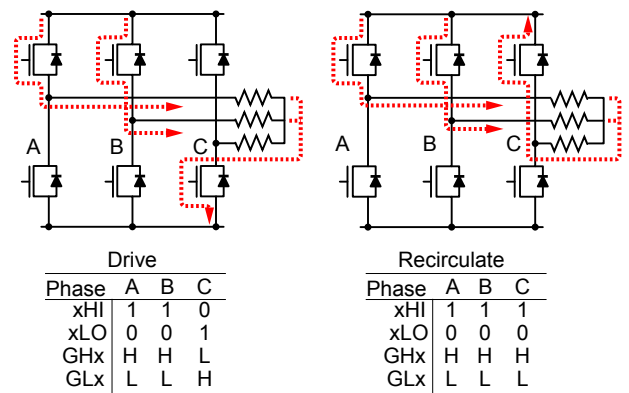 A B C
A B C
Drive
Phase A B C
xHI 1 1 0
xLO 0 0 1
GHx H H L
GLx L L H
Recirculate
Phase A B C
xHI 1 1 1
xLO 0 0 0
GHx H H H
GLx L L L